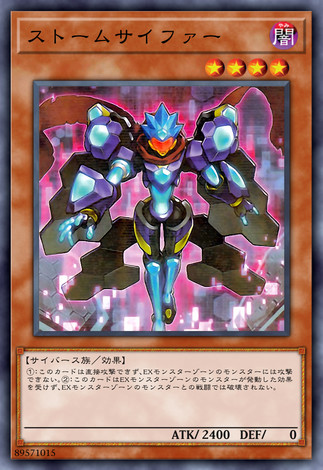 ストームサイファー
闇
やみ
【サイバース族／効果】
①：このカードは直接攻撃できず、EXモンスターゾーンのモンスターには攻撃
できない。②：このカードはEXモンスターゾーンのモンスターが発動した効果
を受けず、EXモンスターゾーンのモンスターとの戦闘では破壊されない。
ATK/ 2400 DEF/ 0
89571015